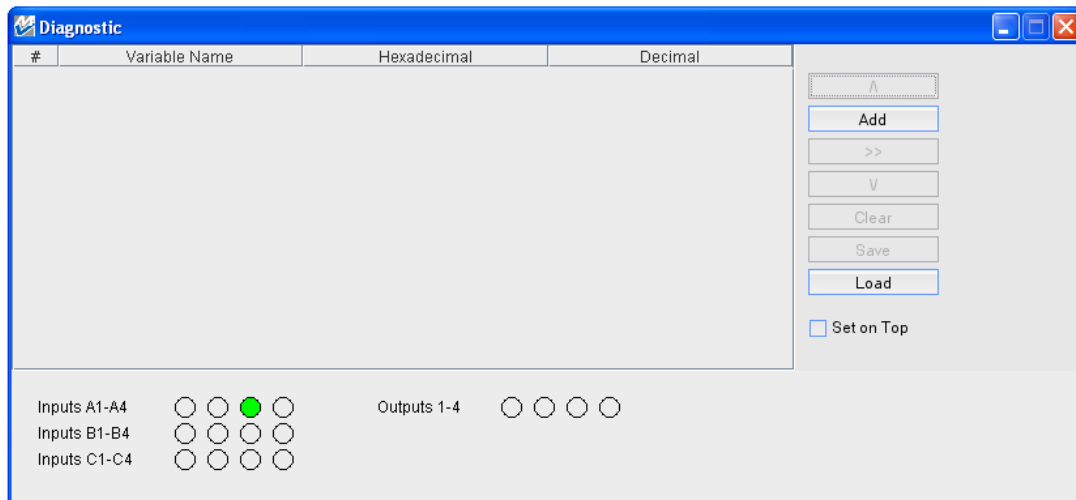 Diagnostic
# Variable Name Hexadecimal Decimal
Λ
Add
>>
V
Clear
Save
Load
Set on Top
Inputs A1-A4 Outputs 1-4
Inputs B1-B4
Inputs C1-C4